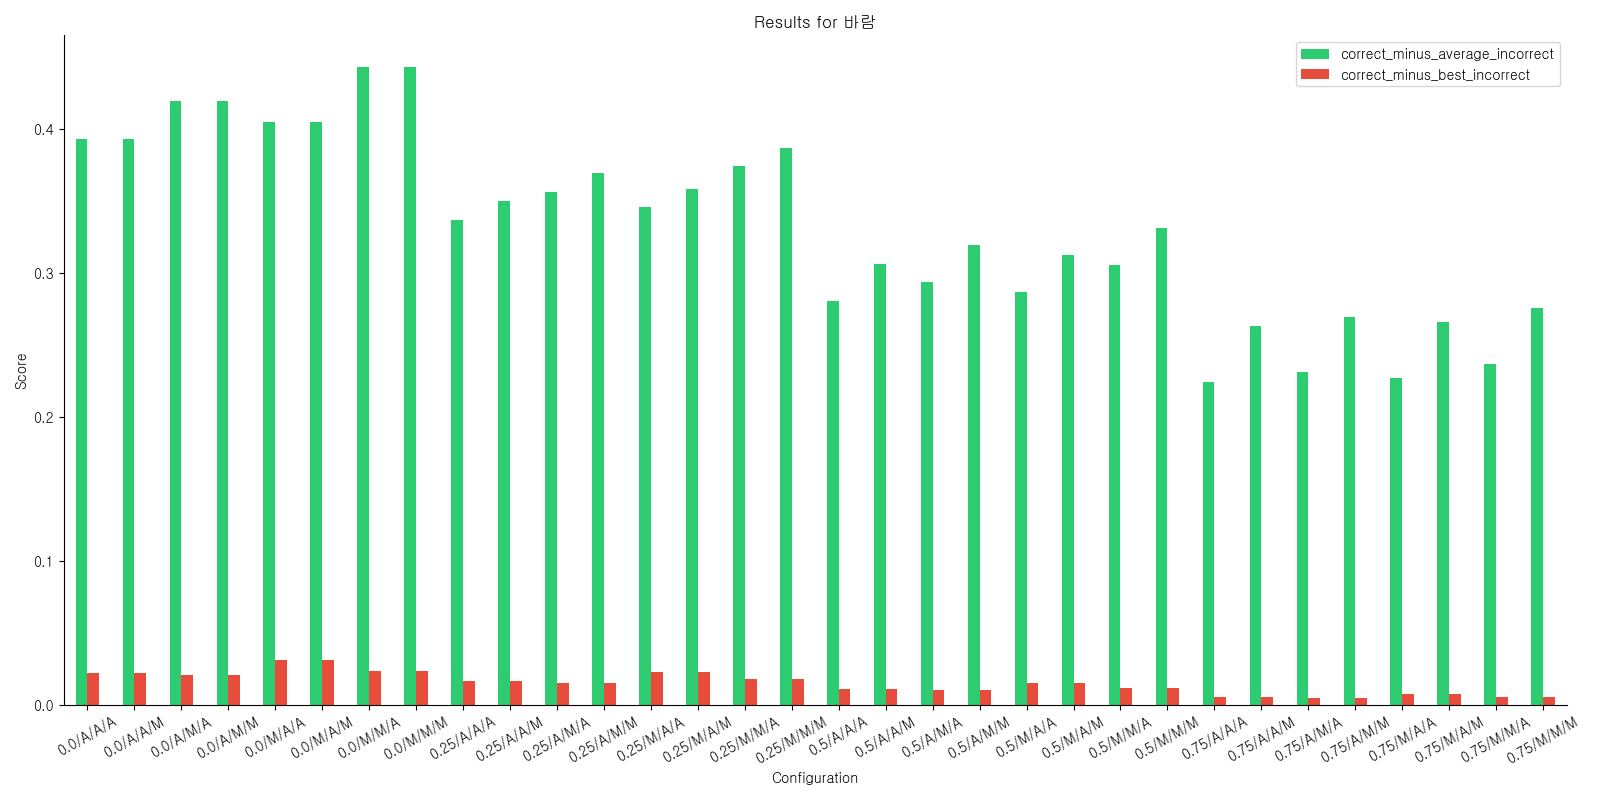 Results for 바람
correct_minus_average_incorrect
correct_minus_best_incorrect
Score
0.4
0.3
0.2
0.1
0.0
0.0/A/A/A
0.0/A/A/M
0.0/A/M/A
0.0/A/M/M
0.0/M/A/A
0.0/M/A/M
0.0/M/M/A
0.0/M/M/M
0.25/A/A/A
0.25/A/A/M
0.25/A/M/A
0.25/A/M/M
0.25/M/A/A
0.25/M/A/M
0.25/M/M/A
0.25/M/M/M
0.5/A/A/A
0.5/A/A/M
0.5/A/M/A
0.5/A/M/M
0.5/M/A/A
0.5/M/A/M
0.5/M/M/A
0.5/M/M/M
0.75/A/A/A
0.75/A/A/M
0.75/A/M/A
0.75/A/M/M
0.75/M/A/A
0.75/M/A/M
0.75/M/M/A
0.75/M/M/M
Configuration